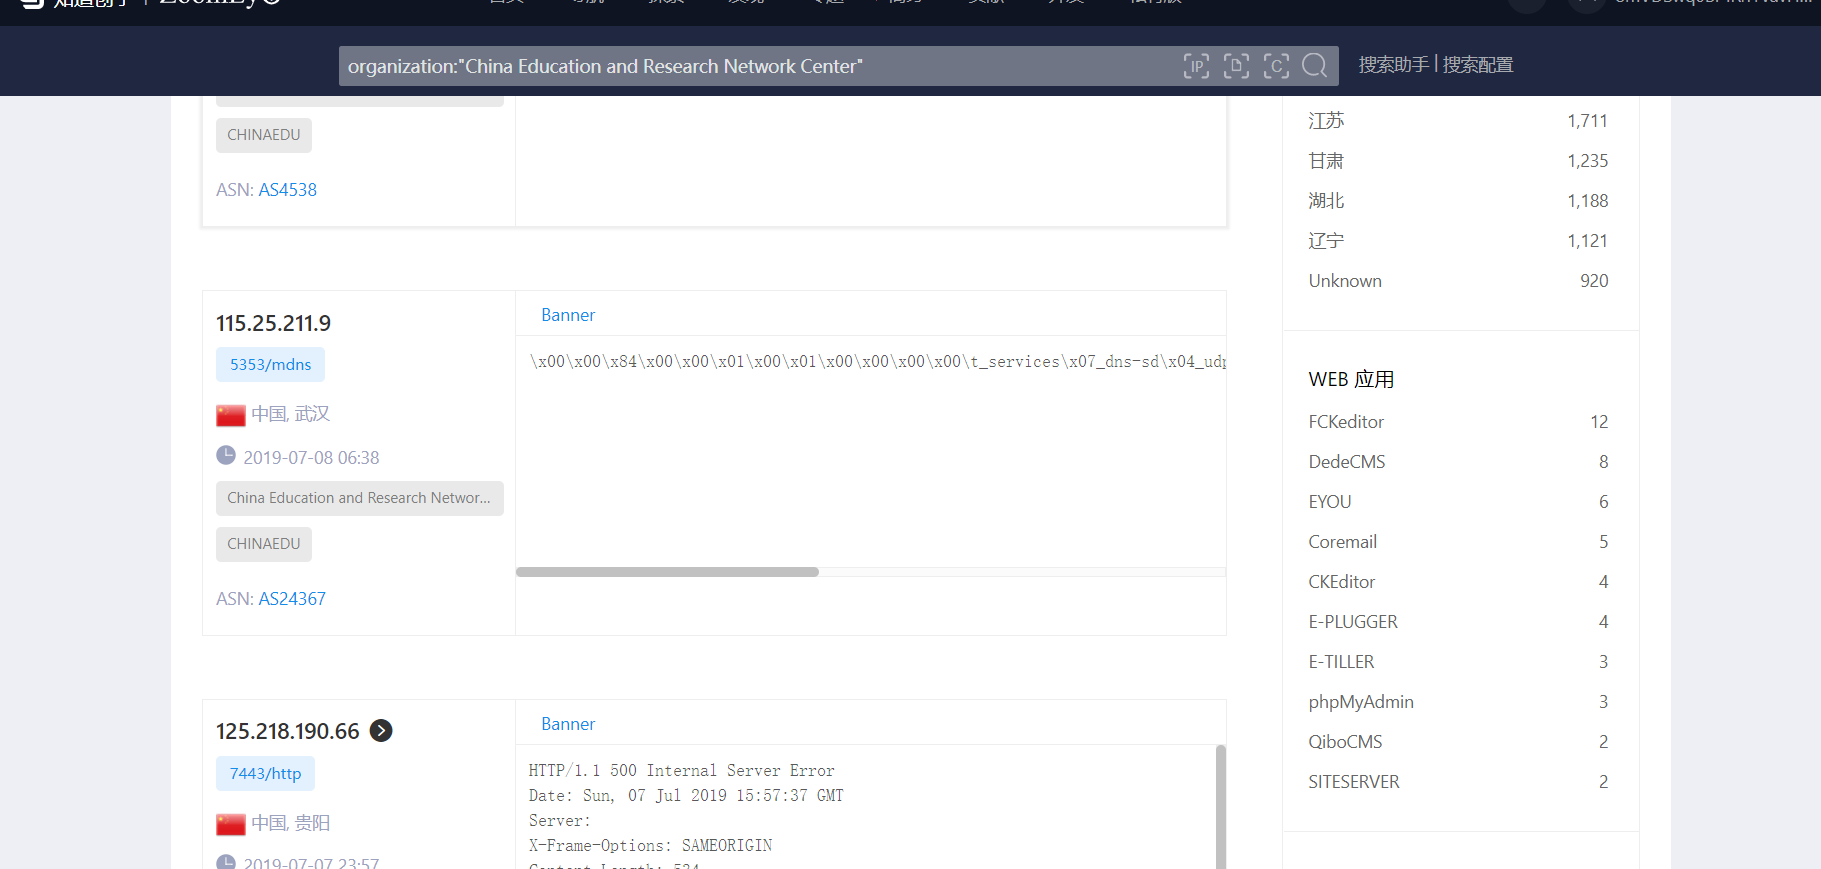 organization:"China Education and Research Network Center"
搜索助手 | 搜索配置
CHINAEDU
ASN: AS4538
115.25.211.9
5353/mdns
中国, 武汉
2019-07-08 06:38
China Education and Research Networ...
CHINAEDU
ASN: AS24367
Banner
\x00\x00\x84\x00\x00\x01\x00\x01\x00\x00\x00\x00\t_services\x07_dns-sd\x04_udp
125.218.190.66
7443/http
中国, 贵阳
2019-07-07 23:57
Banner
HTTP/1.1 500 Internal Server Error
Date: Sun, 07 Jul 2019 15:57:37 GMT
Server:
X-Frame-Options: SAMEORIGIN
Content-Length: 534
江苏 1,711
甘肃 1,235
湖北 1,188
辽宁 1,121
Unknown 920
WEB 应用
FCKeditor 12
DedeCMS 8
EYOU 6
Coremail 5
CKEditor 4
E-PLUGGER 4
E-TILLER 3
phpMyAdmin 3
QiboCMS 2
SITESERVER 2